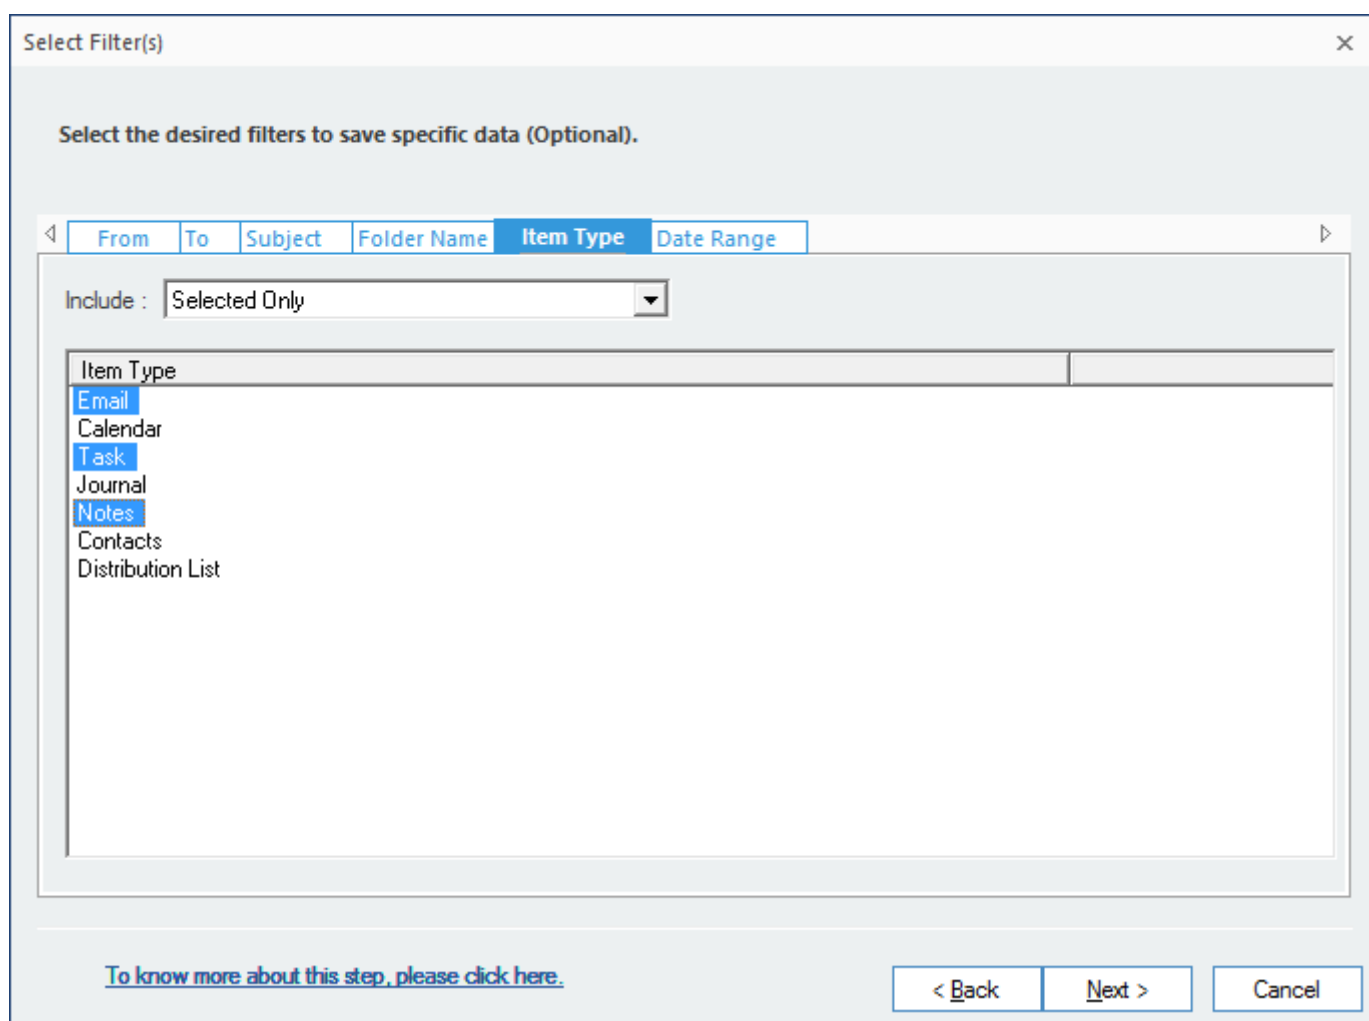 Select Filter(s)
Select the desired filters to save specific data (Optional).
From To Subject Folder Name Item Type Date Range
Include : Selected Only
Item Type
Email
Calendar
Task
Journal
Notes
Contacts
Distribution List
To know more about this step, please click here.
< Back Next > Cancel